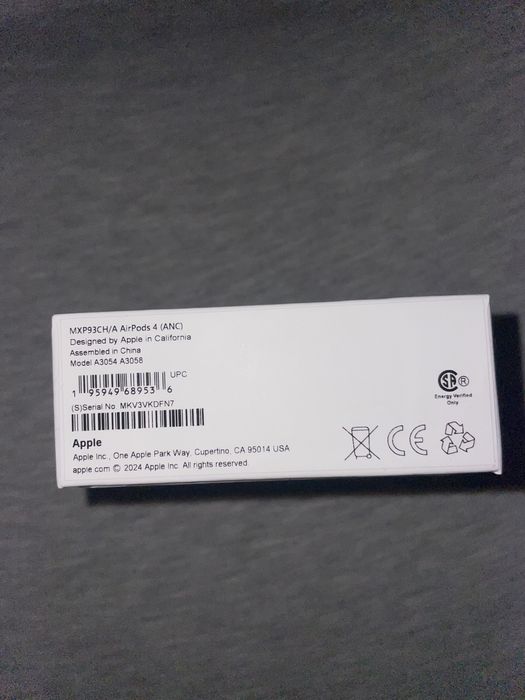 MXP93CH/A AirPods 4 (ANC)
Designed by Apple in California
Assembled in China
Model A3054 A3058
UPC
1 95949 68953 6
(S)Serial No. MKV3VKDFN7
Apple
Apple Inc., One Apple Park Way, Cupertino, CA 95014 USA
apple.com © 2024 Apple Inc. All rights reserved.
SA ®
Energy Verified
Only
CE